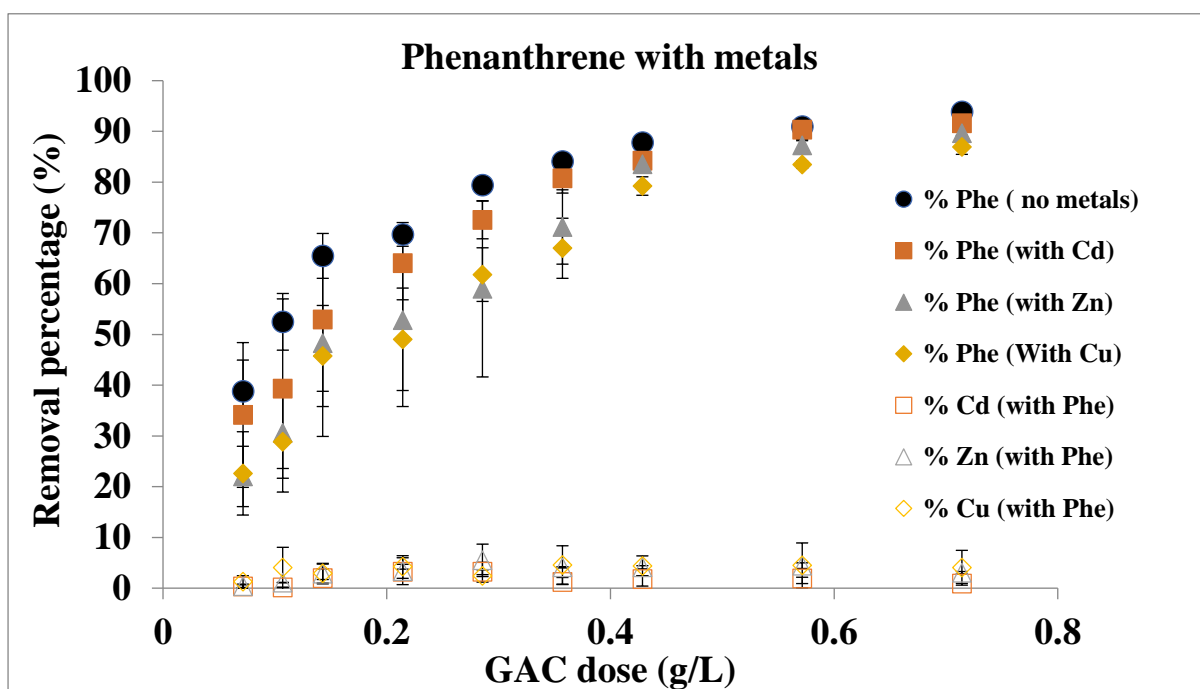 Phenanthrene with metals
100
90
80
70
60
50
40
30
20
10
0
Removal percentage (%)
0 0.2 0.4 0.6 0.8
GAC dose (g/L)
% Phe ( no metals)
% Phe (with Cd)
% Phe (with Zn)
% Phe (With Cu)
% Cd (with Phe)
% Zn (with Phe)
% Cu (with Phe)